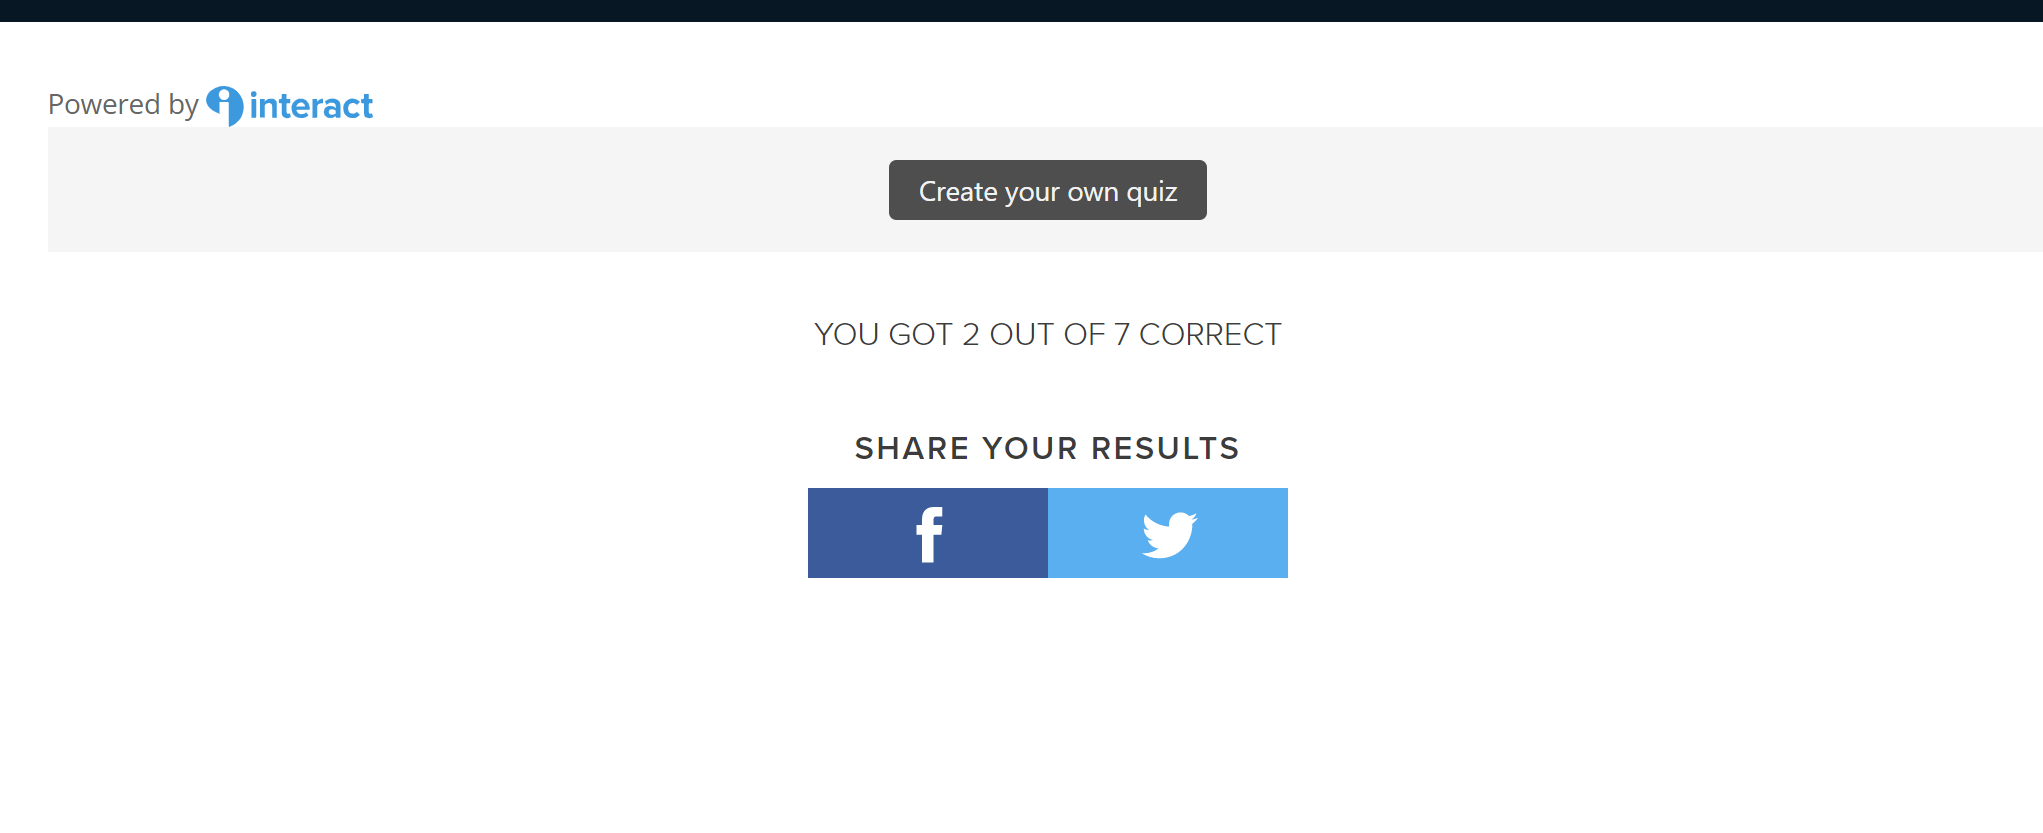 Powered by interact
Create your own quiz
YOU GOT 2 OUT OF 7 CORRECT
SHARE YOUR RESULTS